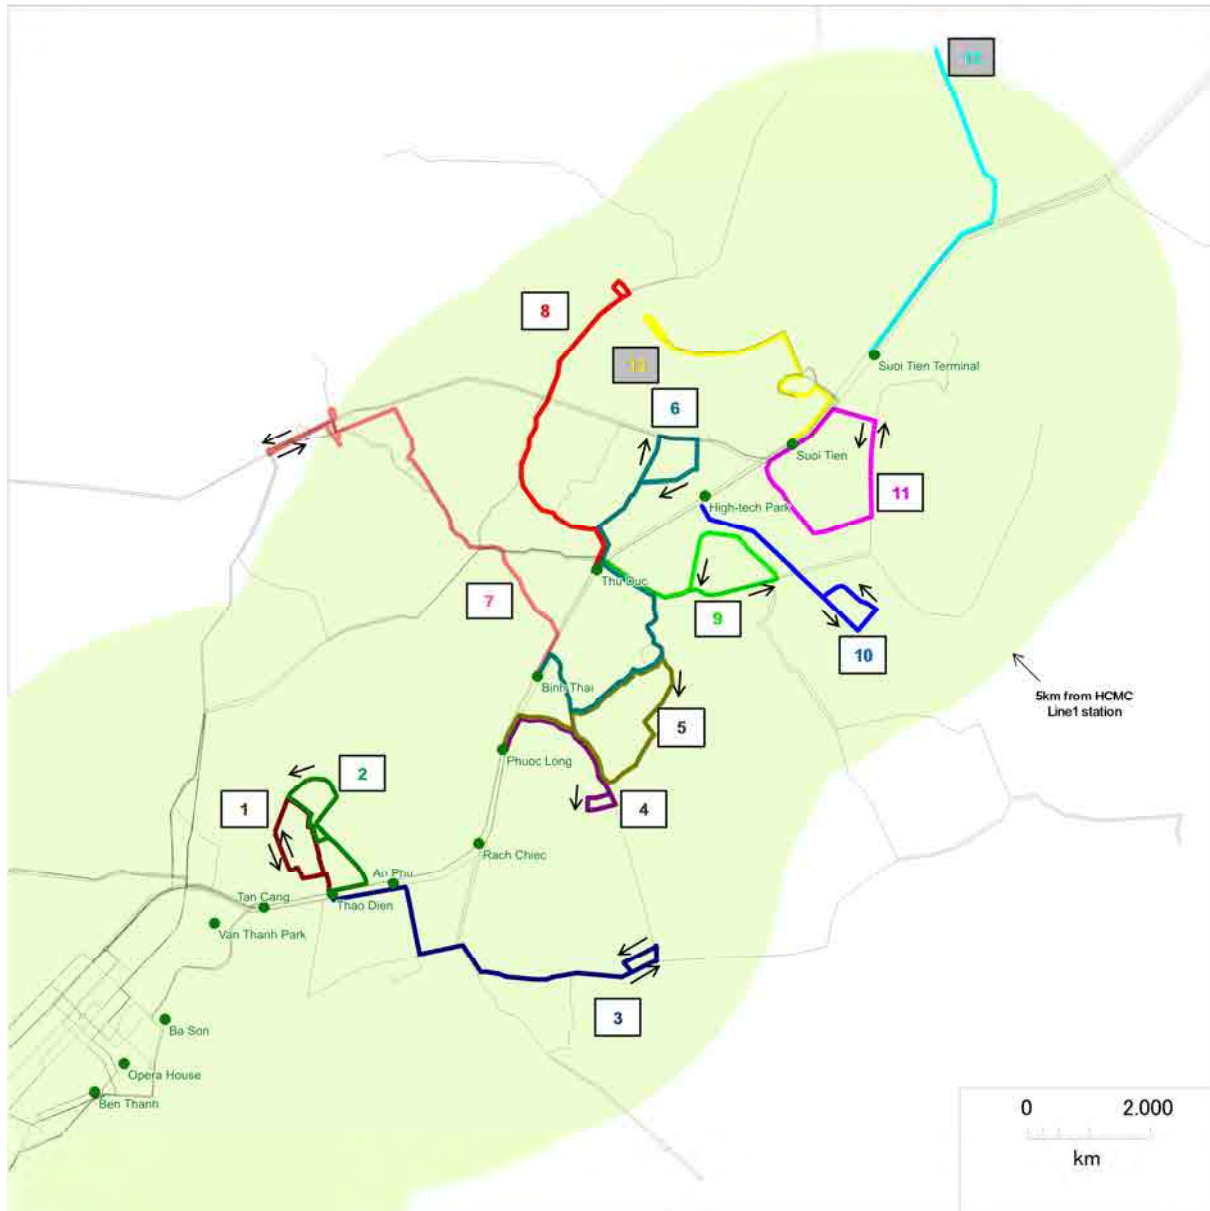 8
6
Suoi Tien Terminal
Suoi Tien
High-tech Park
11
Thu Duc
7
9
10
Binh Thai
5km from HCMC
Line1 station
5
Phuoc Long
2
1
4
Rach Chiec
An Phu
Tan Cang
Thao Dien
Van Thanh Park
3
Ba Son
Opera House
Ben Thanh
0 2.000
km